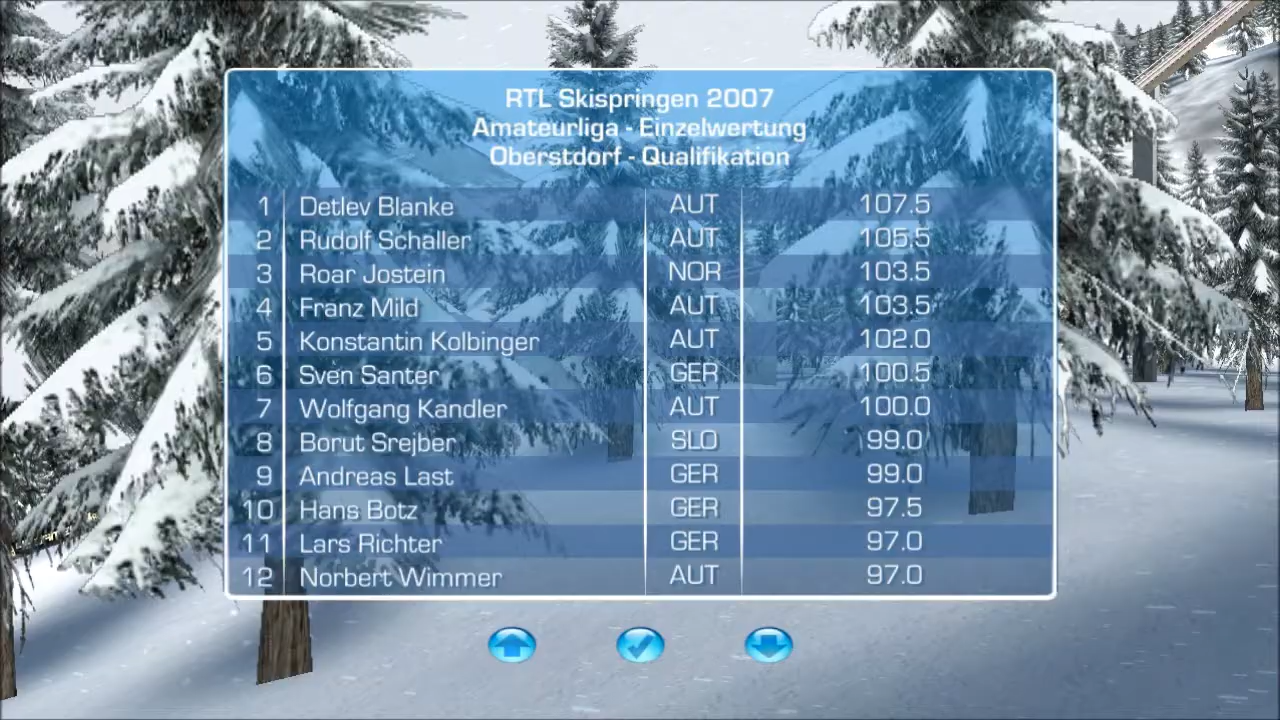 RTL Skispringen 2007
Amateurliga - Einzelwertung
Oberstdorf - Qualifikation
1 Detlev Blanke AUT 107.5
2 Rudolf Schaller AUT 105.5
3 Roar Jostein NOR 103.5
4 Franz Mild AUT 103.5
5 Konstantin Kolbinger AUT 102.0
6 Sven Santer GER 100.5
7 Wolfgang Kandler AUT 100.0
8 Borut Srejber SLO 99.0
9 Andreas Last GER 99.0
10 Hans Botz GER 97.5
11 Lars Richter GER 97.0
12 Norbert Wimmer AUT 97.0